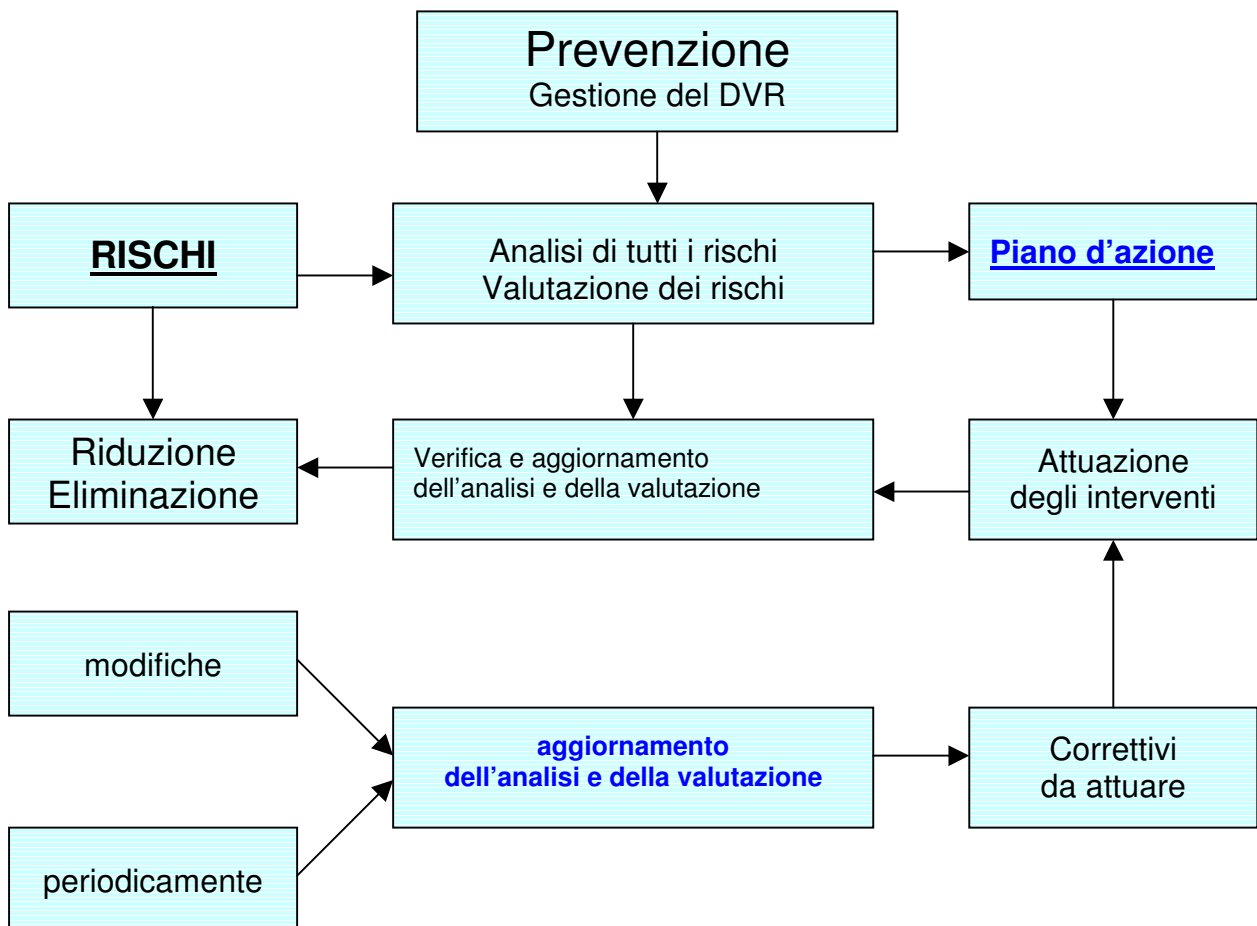 Prevenzione
Gestione del DVR
RISCHI
Analisi di tutti i rischi
Valutazione dei rischi
Piano d’azione
Riduzione
Eliminazione
Verifica e aggiornamento
dell’analisi e della valutazione
Attuazione
degli interventi
modifiche
aggiornamento
dell’analisi e della valutazione
Correttivi
da attuare
periodicamente